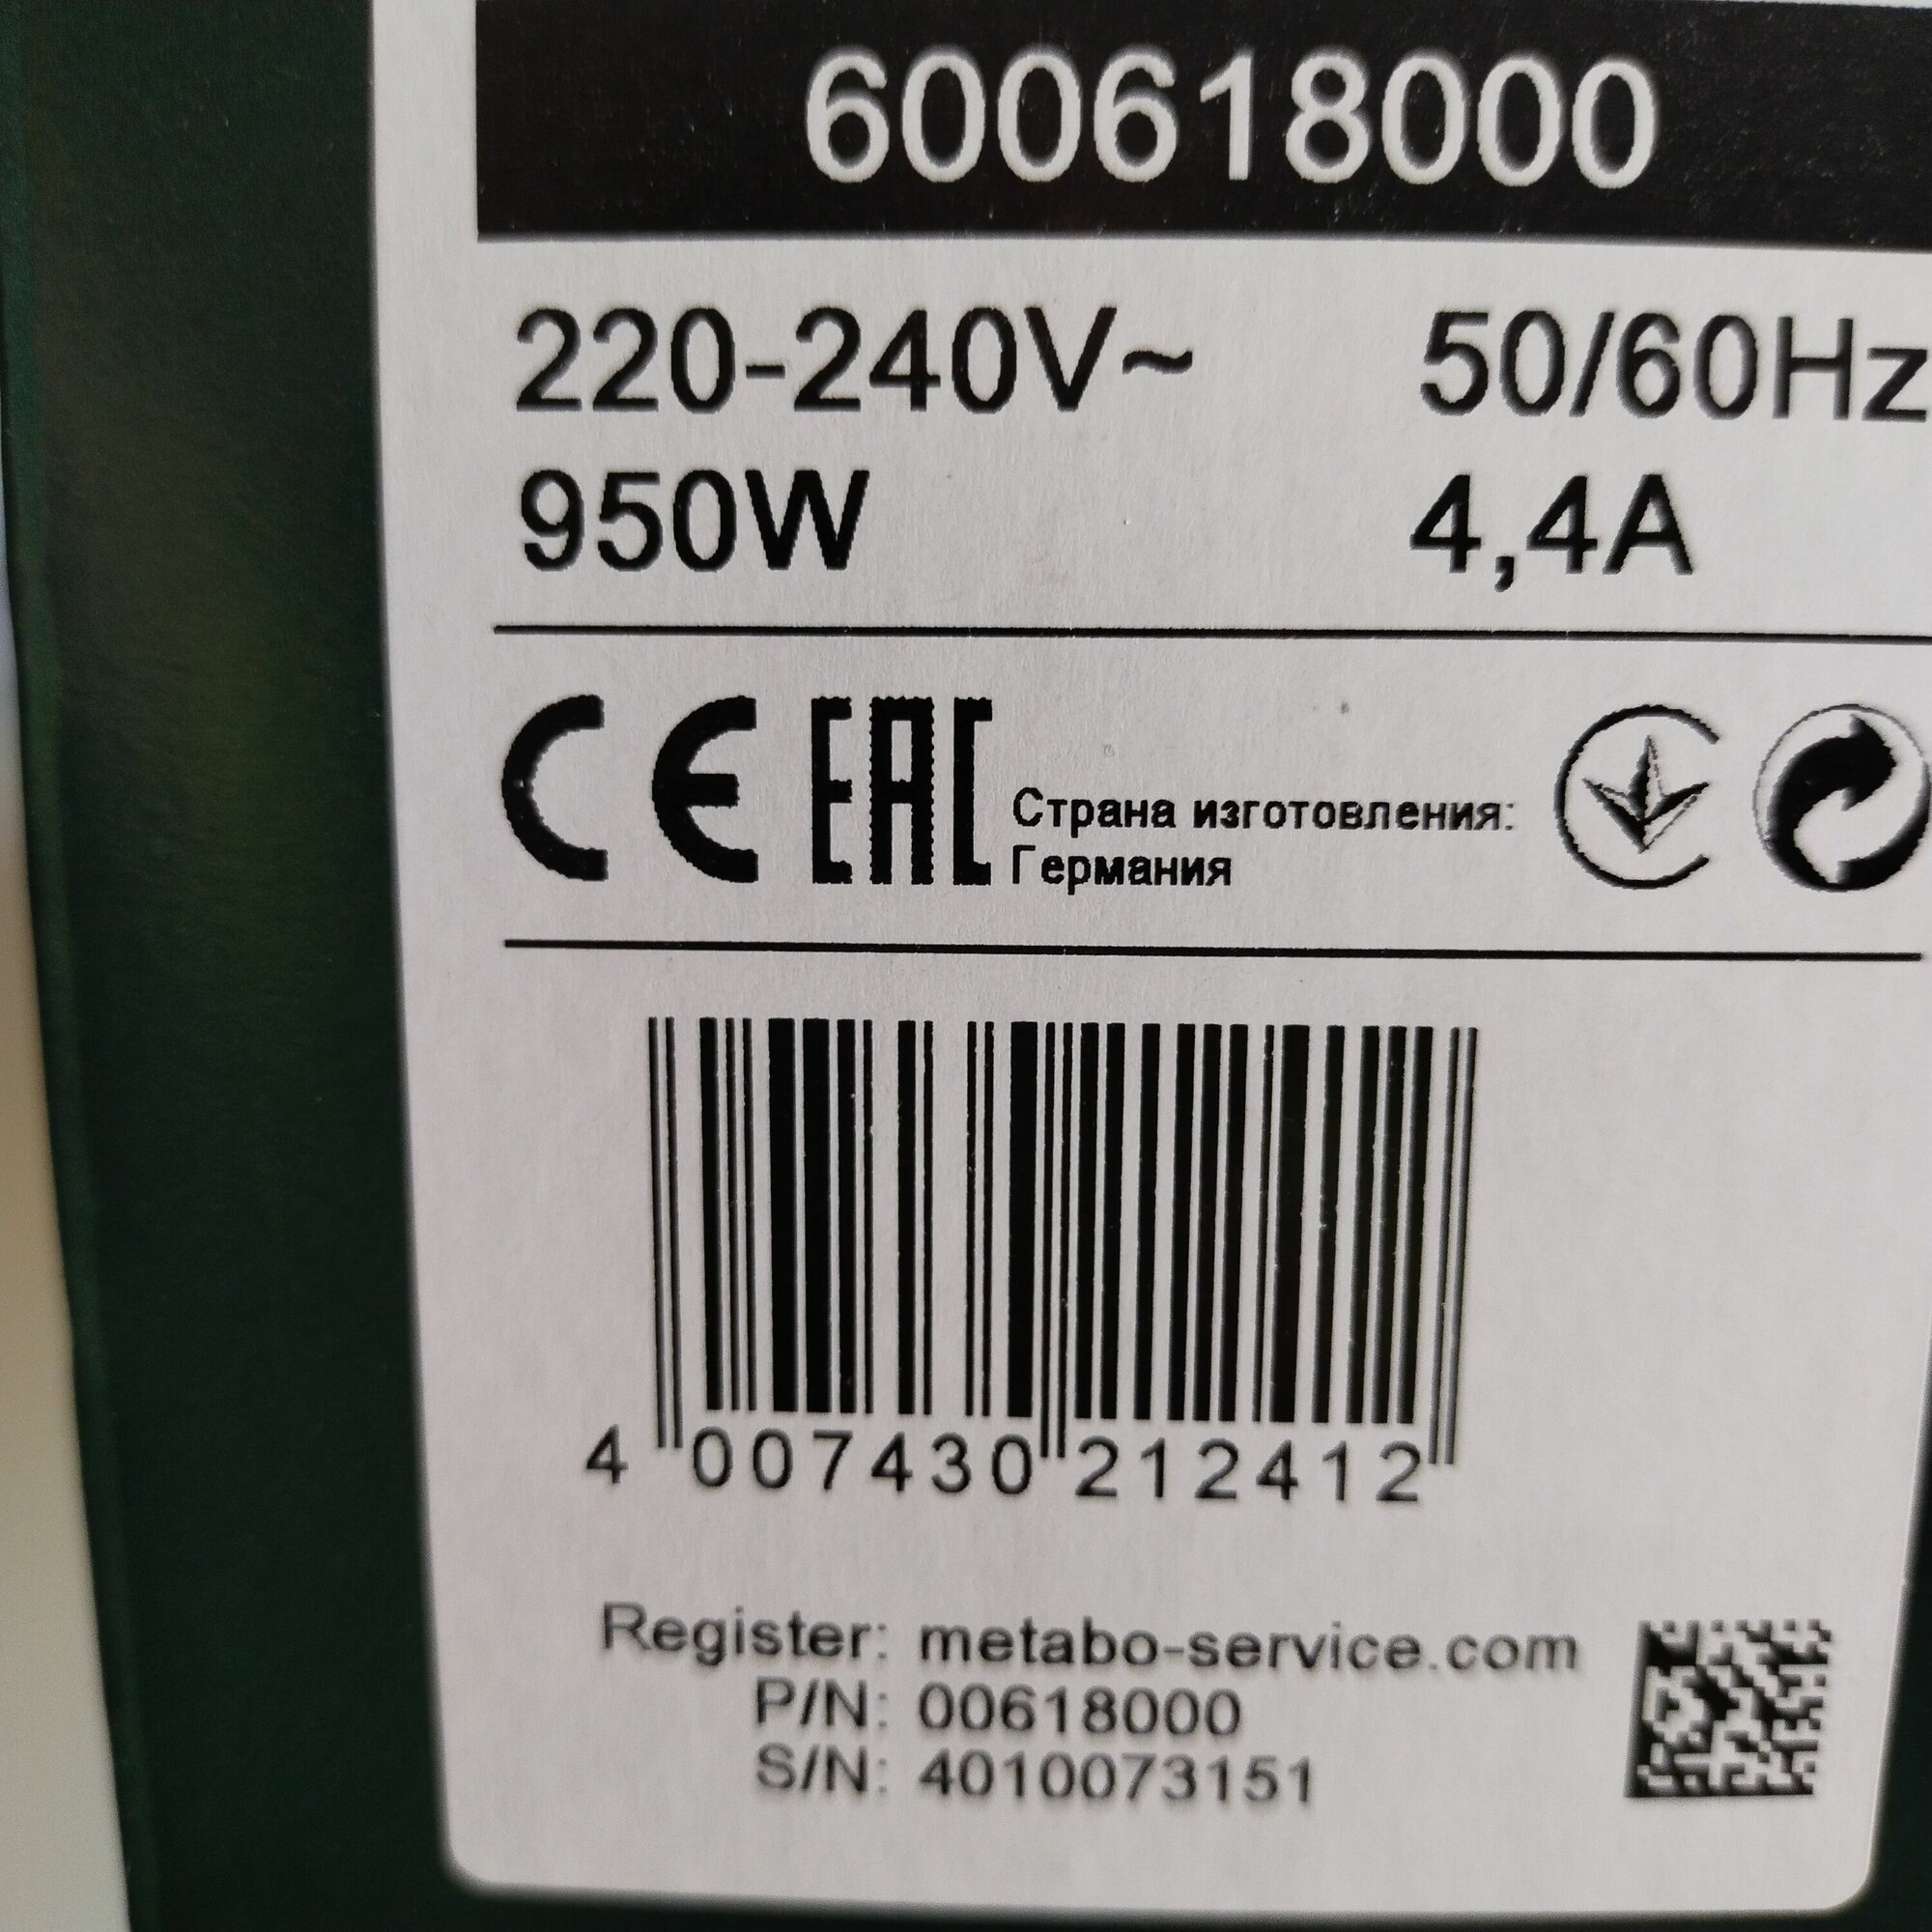 600618000
220-240V~ 50/60Hz
950W 4,4A
CE EAC Страна изготовления:
Германия
4 007430 212412
Register: metabo-service.com
P/N: 00618000
S/N: 4010073151